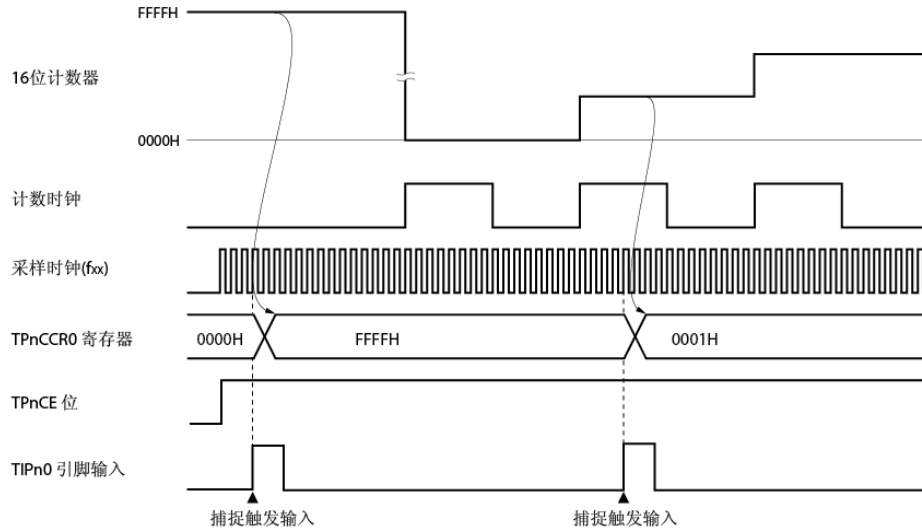 FFFFH
16位计数器
0000H
计数时钟
采样时钟(fxx)
TPnCCR0 寄存器 0000H FFFFH 0001H
TPnCE 位
TIPn0 引脚输入
捕捉触发输入 捕捉触发输入